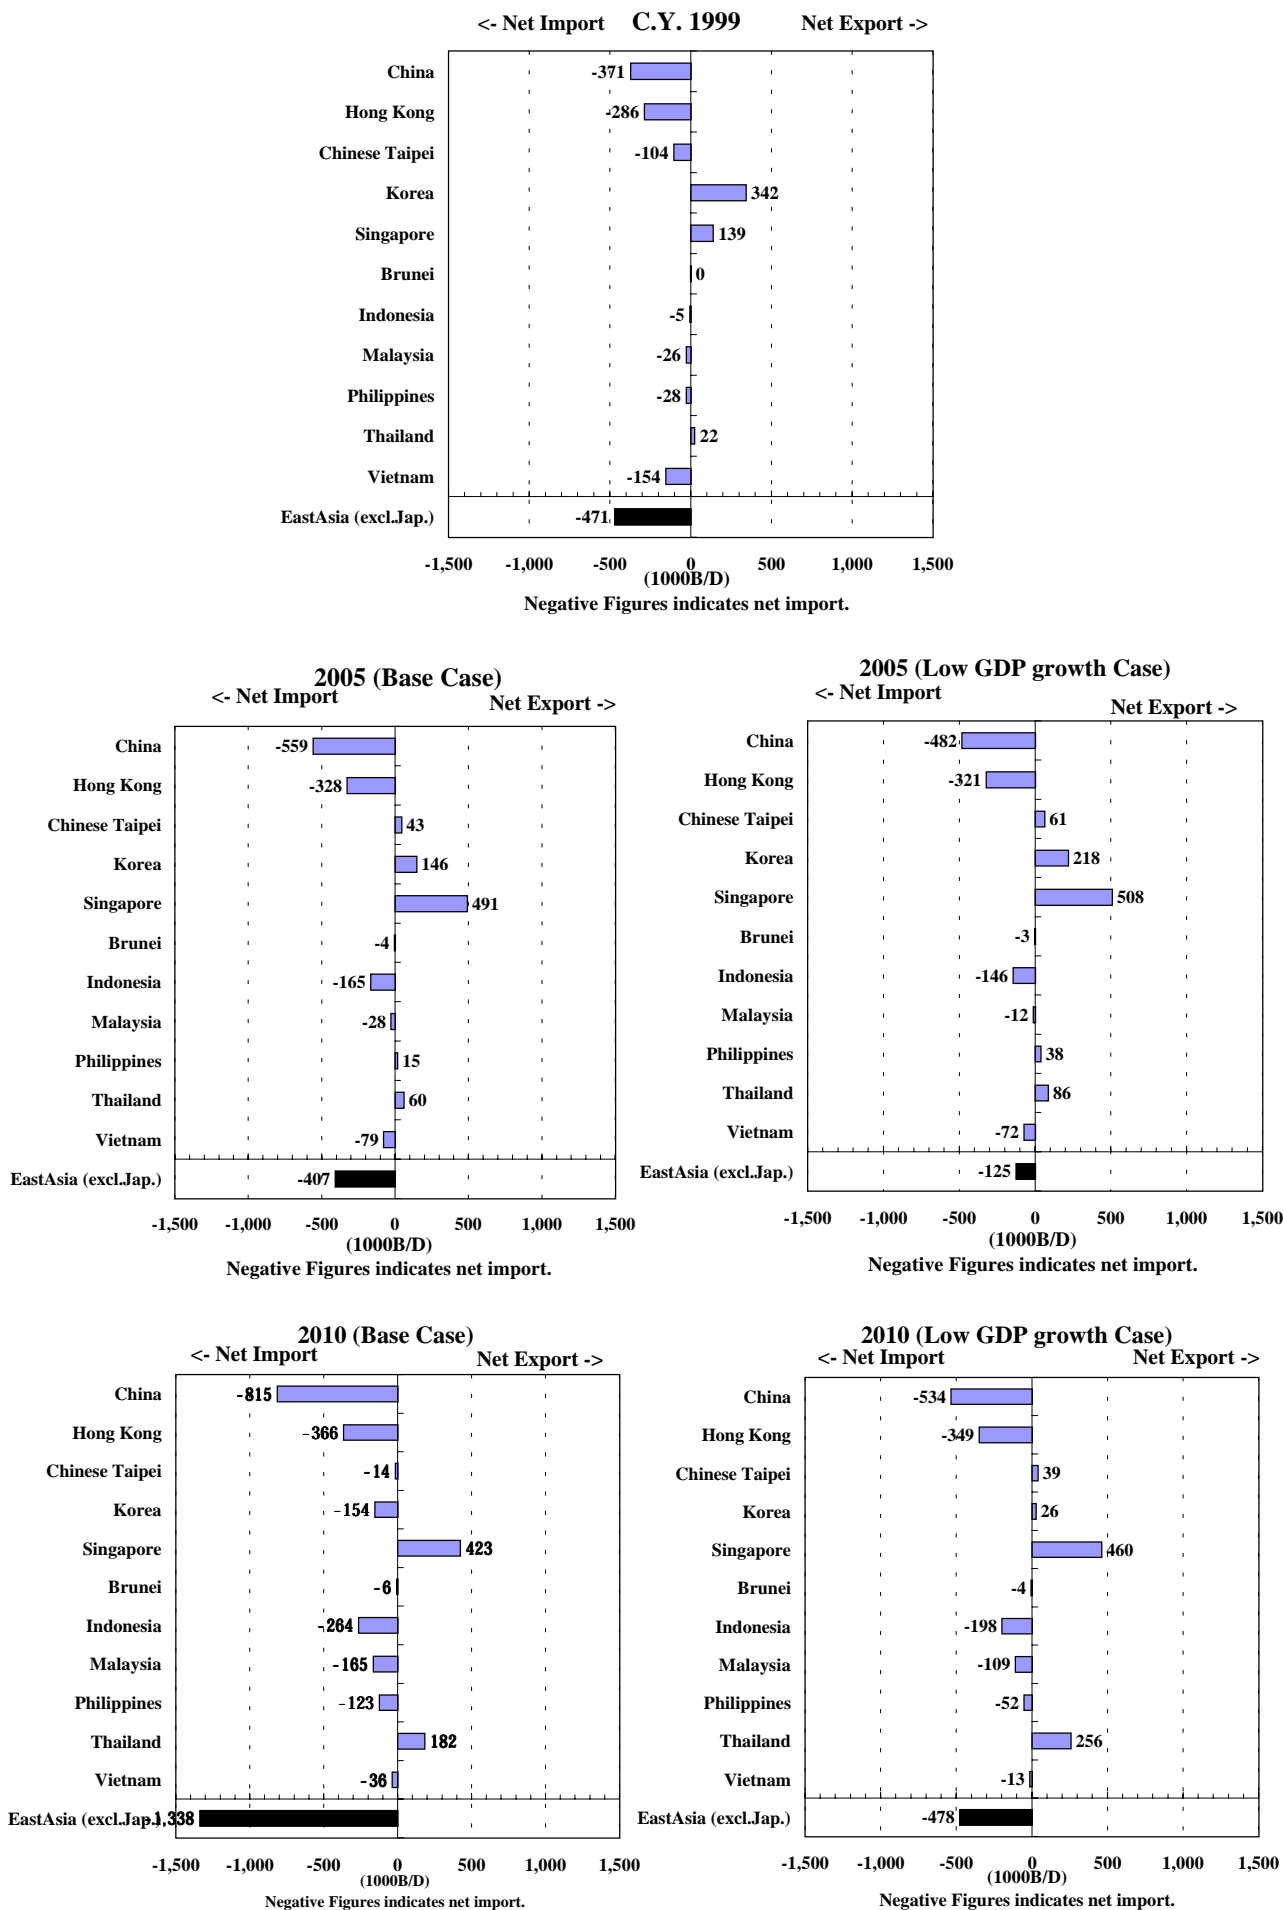 <- Net Import C.Y. 1999 Net Export ->
China -371
Hong Kong -286
Chinese Taipei -104
Korea 342
Singapore 139
Brunei 0
Indonesia -5
Malaysia -26
Philippines -28
Thailand 22
Vietnam -154
EastAsia (excl.Jap.) -471
-1,500 -1,000 -500 0 500 1,000 1,500
(1000B/D)
Negative Figures indicates net import.
2005 (Base Case)
<- Net Import Net Export ->
China -559
Hong Kong -328
Chinese Taipei 43
Korea 146
Singapore 491
Brunei -4
Indonesia -165
Malaysia -28
Philippines 15
Thailand 60
Vietnam -79
EastAsia (excl.Jap.) -407
-1,500 -1,000 -500 0 500 1,000 1,500
(1000B/D)
Negative Figures indicates net import.
2005 (Low GDP growth Case)
<- Net Import Net Export ->
China -482
Hong Kong -321
Chinese Taipei 61
Korea 218
Singapore 508
Brunei -3
Indonesia -146
Malaysia -12
Philippines 38
Thailand 86
Vietnam -72
EastAsia (excl.Jap.) -125
-1,500 -1,000 -500 0 500 1,000 1,500
(1000B/D)
Negative Figures indicates net import.
2010 (Base Case)
<- Net Import Net Export ->
China -815
Hong Kong -366
Chinese Taipei -14
Korea -154
Singapore 423
Brunei -6
Indonesia -264
Malaysia -165
Philippines -123
Thailand 182
Vietnam -36
EastAsia (excl.Jap.) -1,338
-1,500 -1,000 -500 0 500 1,000 1,500
(1000B/D)
Negative Figures indicates net import.
2010 (Low GDP growth Case)
<- Net Import Net Export ->
China -534
Hong Kong -349
Chinese Taipei 39
Korea 26
Singapore 460
Brunei -4
Indonesia -198
Malaysia -109
Philippines -52
Thailand 256
Vietnam -13
EastAsia (excl.Jap.) -478
-1,500 -1,000 -500 0 500 1,000 1,500
(1000B/D)
Negative Figures indicates net import.